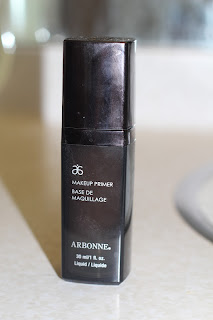 MAKEUP PRIMER
BASE DE
MAQUILLAGE
ARBONNE®
30 ml/1 fl. oz.
Liquid / Liquide